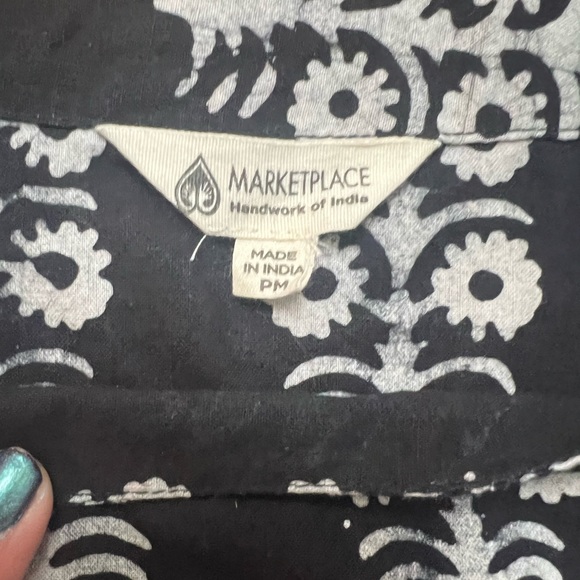 MARKETPLACE
Handwork of India
MADE
IN INDIA
PM